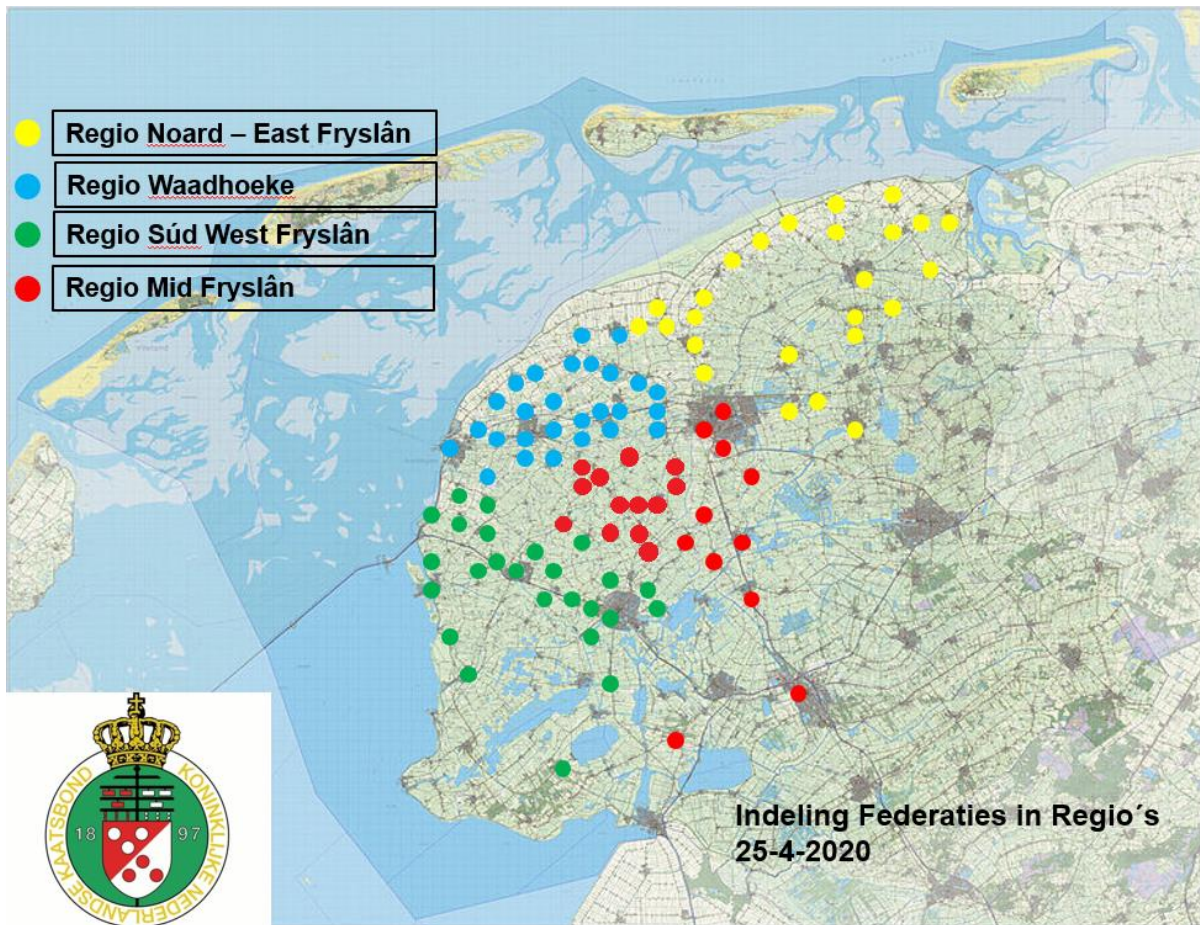 Regio Noard – East Fryslân
Regio Waadhoeke
Regio Súd West Fryslân
Regio Mid Fryslân
Indeling Federaties in Regio´s
25-4-2020
KONINKLIJKE NEDERLANDSE KAATSBOND
18 97